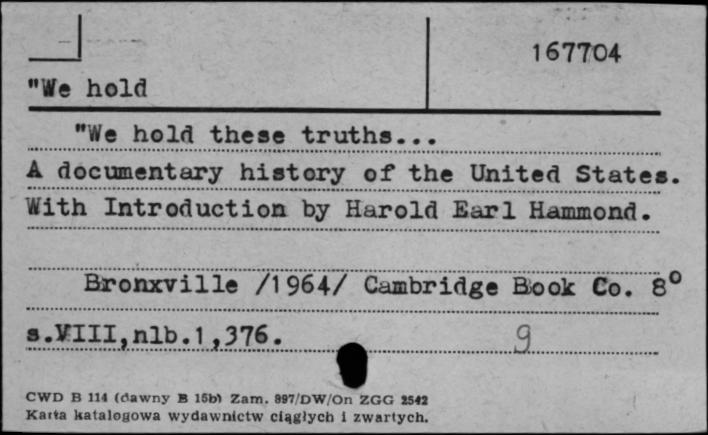 167704
"We hold
"We hold these truths...
A documentary history of the United States.
With Introduction by Harold Earl Hammond.
Bronxville /1964/ Cambridge Book Co. 8°
s.VIII,nlb.1,376.
9
CWD B 114 (dawny B 15b) Zam. 897/DW/On ZGG 2542
Karta katalogowa wydawnictw ciągłych i zwartych.